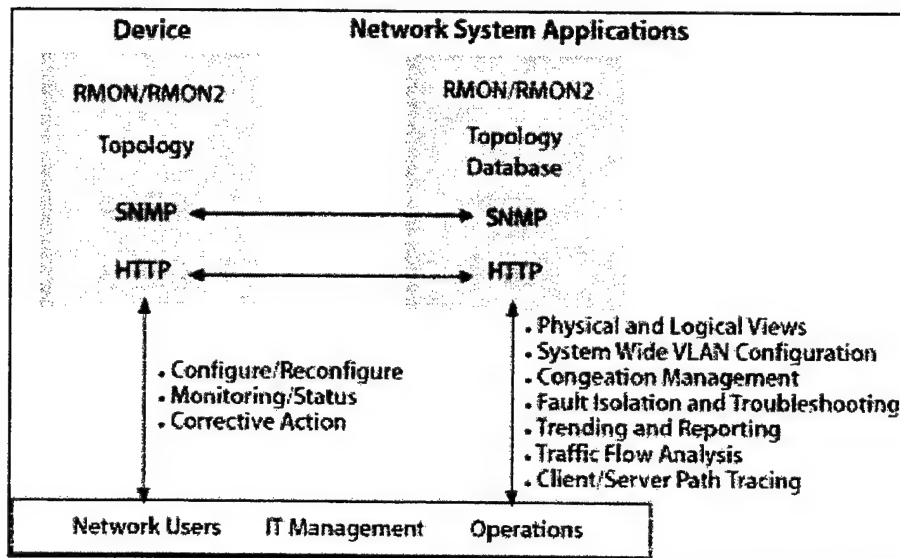 Device
Network System Applications
RMON/RMON2
Topology
SNMP
HTTP
RMON/RMON2
Topology
Database
SNMP
HTTP
• Configure/Reconfigure
• Monitoring/Status
• Corrective Action
• Physical and Logical Views
• System Wide VLAN Configuration
• Congeation Management
• Fault Isolation and Troubleshooting
• Trending and Reporting
• Traffic Flow Analysis
• Client/Server Path Tracing
Network Users
IT Management
Operations